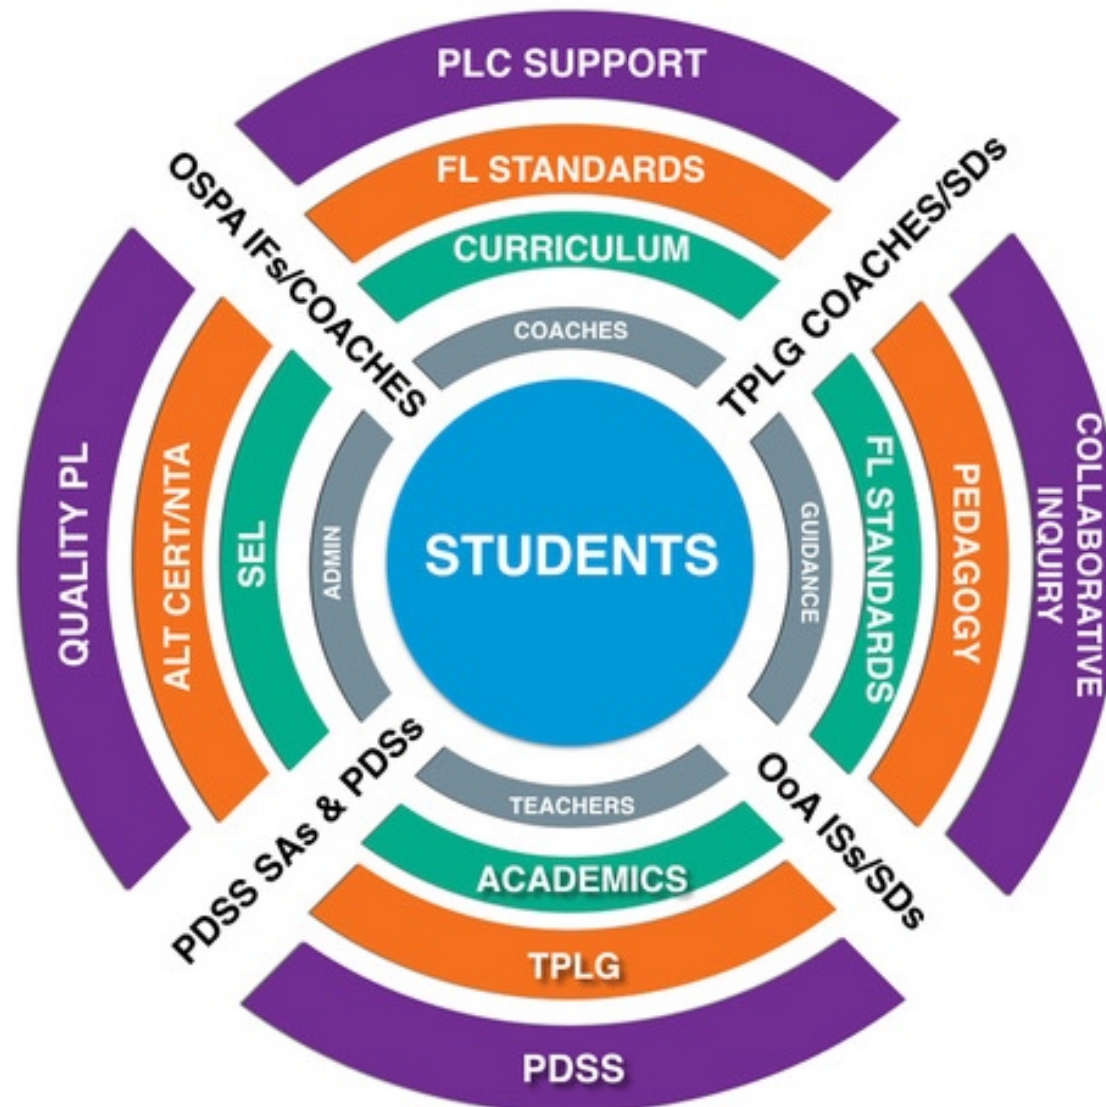 PLC SUPPORT
FL STANDARDS
CURRICULUM
COACHES
OSPA IFs/COACHES
TPLG COACHES/SDs
QUALITY PL
ALT CERT/NTA
SEL
ADMIN
STUDENTS
GUIDANCE
FL STANDARDS
PEDAGOGY
COLLABORATIVE
INQUIRY
PDSS SAs & PDSs
OoA ISs/SDs
TEACHERS
ACADEMICS
TPLG
PDSS